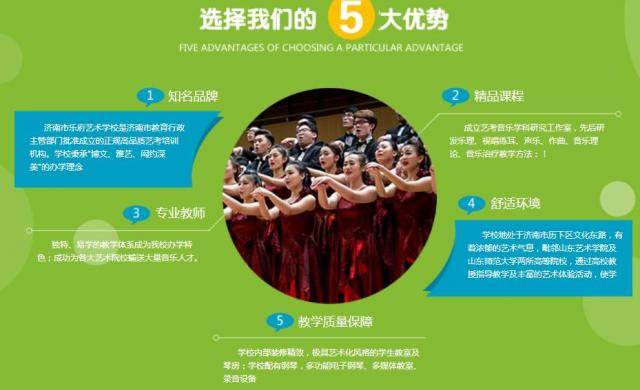 选择我们的5大优势
FIVE ADVANTAGES OF CHOOSING A PARTICULAR ADVANTAGE
1 知名品牌
济南市乐府艺术学校是济南市教育行政
主管部门批准成立的正规高品质艺考培训
机构。学校秉承"博文、雅艺、闳约深
美"的办学理念
2 精品课程
成立艺考音乐学科研究工作室，先后研
发乐理、视唱练耳、声乐、作曲、音乐理
论、音乐治疗教学方法；！
3 专业教师
独特、易学的教学体系成为我校办学特
色；成功为各大艺术院校输送大量音乐人才。
4 舒适环境
学校地处于济南市历下区文化东路，有
着浓郁的艺术气息，毗邻山东艺术学院及
山东师范大学两所高等院校，通过高校教
授指导教学及丰富的艺术体验活动，使学
5 教学质量保障
学校内部装修精致，极具艺术化风格的学生教室及
琴房；学校配有钢琴，多功能电子钢琴、多媒体教室、
录音设备